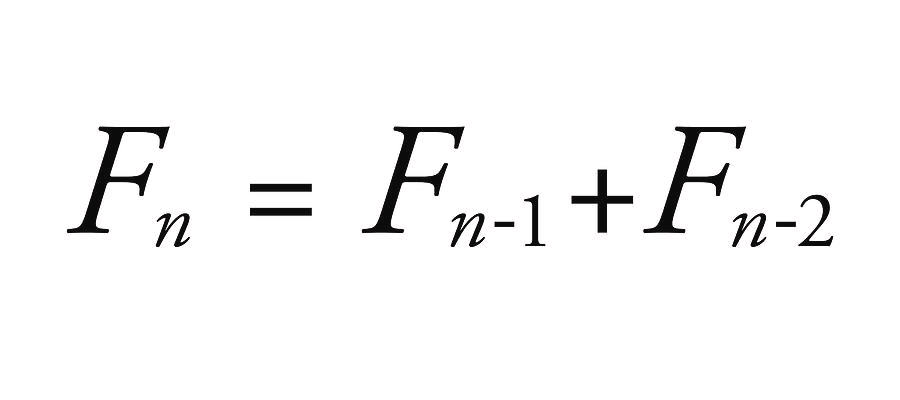 Fₙ = Fₙ₋₁ + Fₙ₋₂